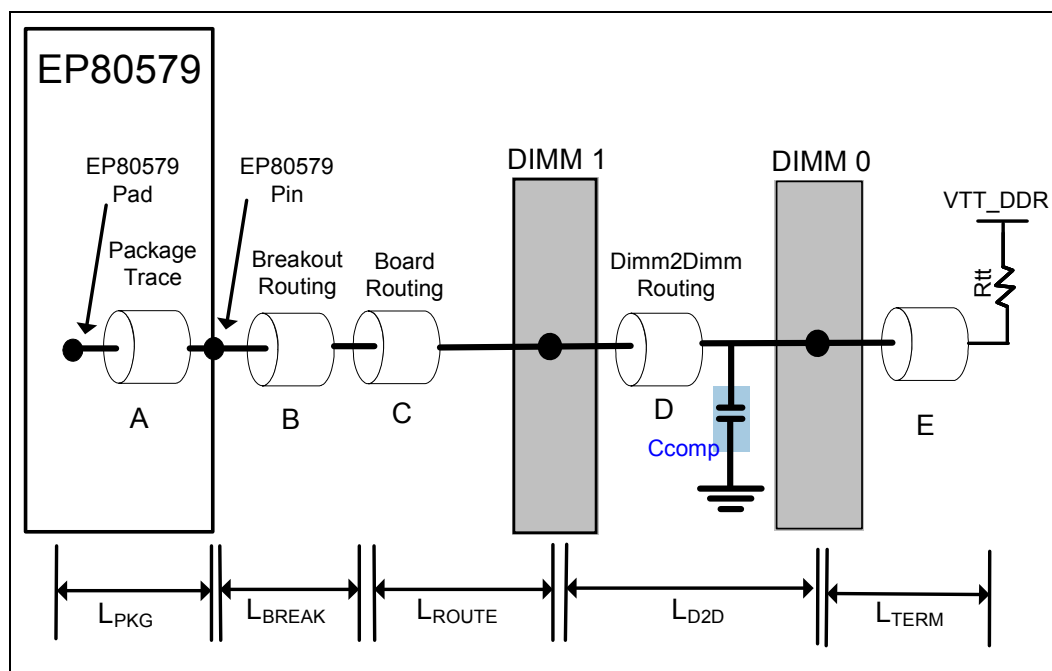 EP80579
EP80579
Pad
EP80579
Pin
DIMM 1
DIMM 0
VTT_DDR
Package
Trace
Breakout
Routing
Board
Routing
Dimm2Dimm
Routing
Rtt
A
B
C
D
E
Ccomp
LPKG
LBREAK
LROUTE
LD2D
LTERM